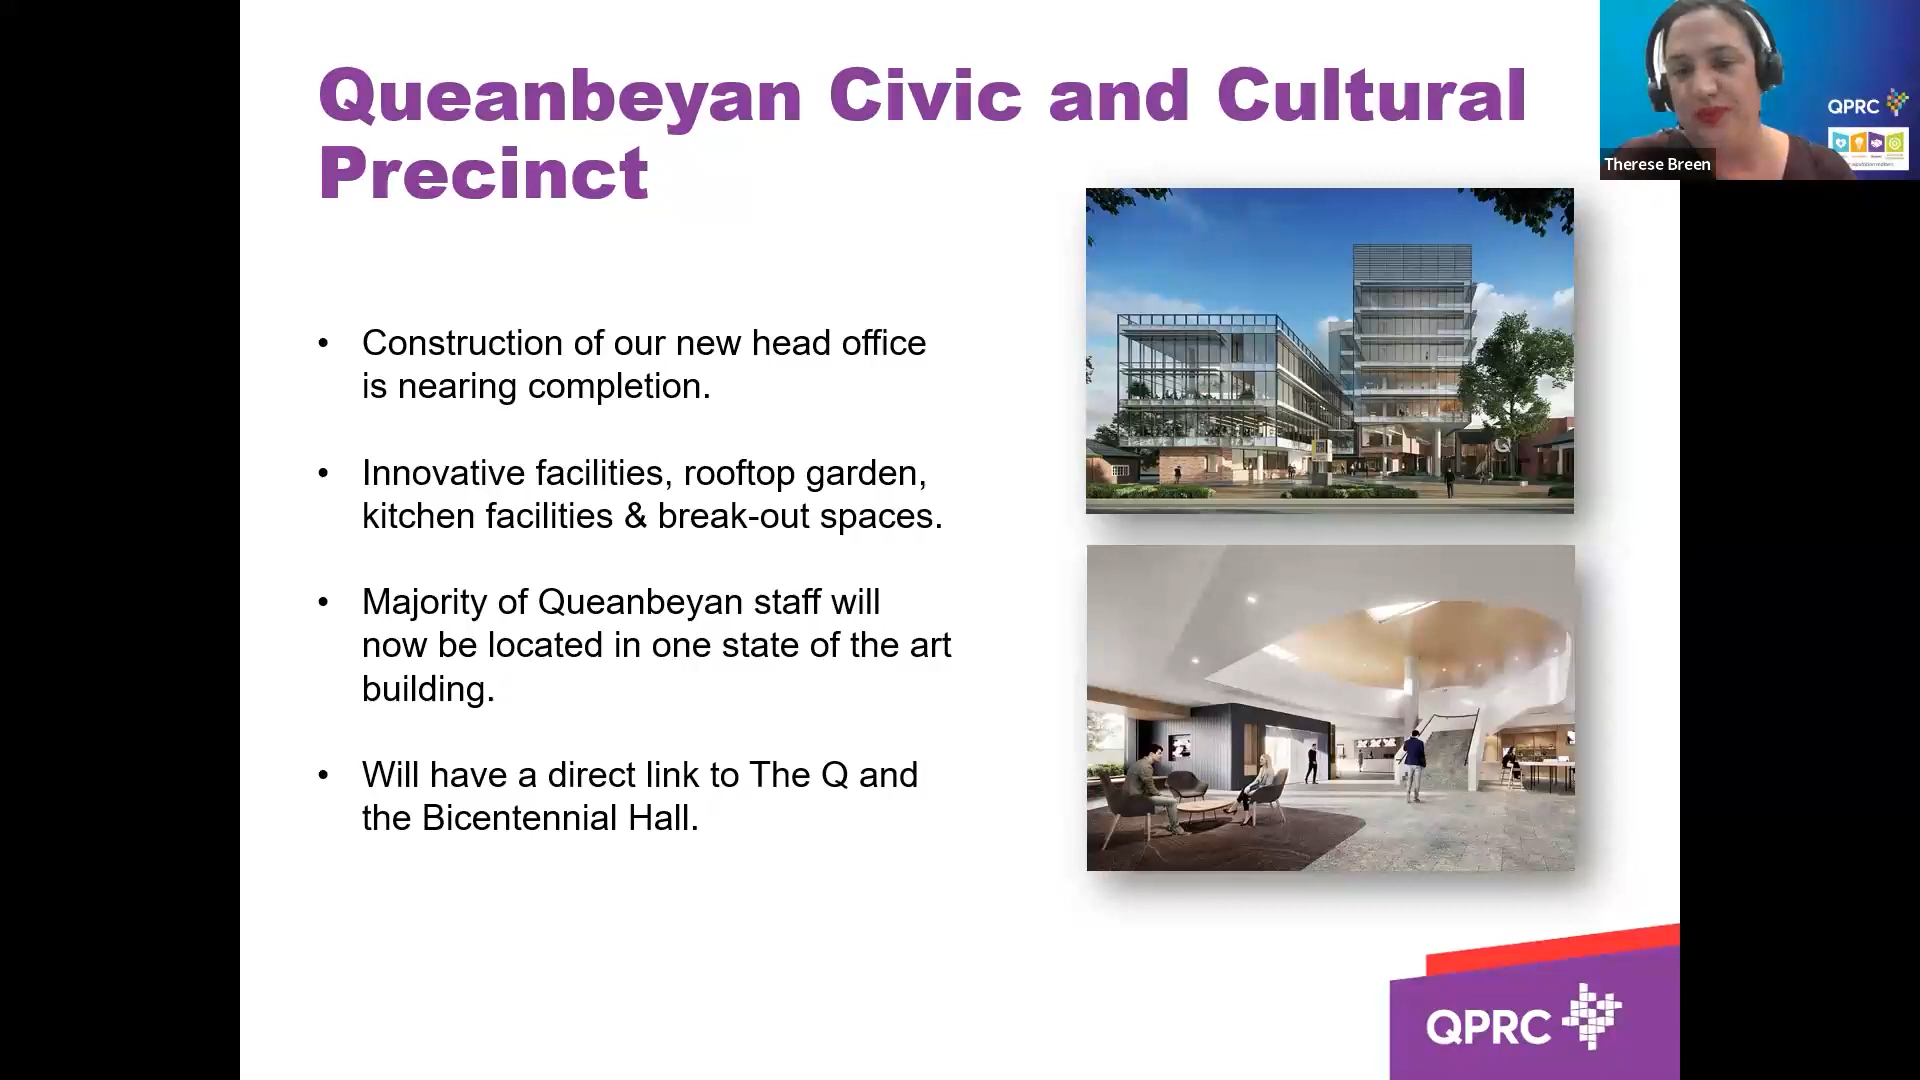 Queanbeyan Civic and Cultural
Precinct
• Construction of our new head office
is nearing completion.
• Innovative facilities, rooftop garden,
kitchen facilities & break-out spaces.
• Majority of Queanbeyan staff will
now be located in one state of the art
building.
• Will have a direct link to The Q and
the Bicentennial Hall.
QPRC
Therese Breen
Q
QPRC